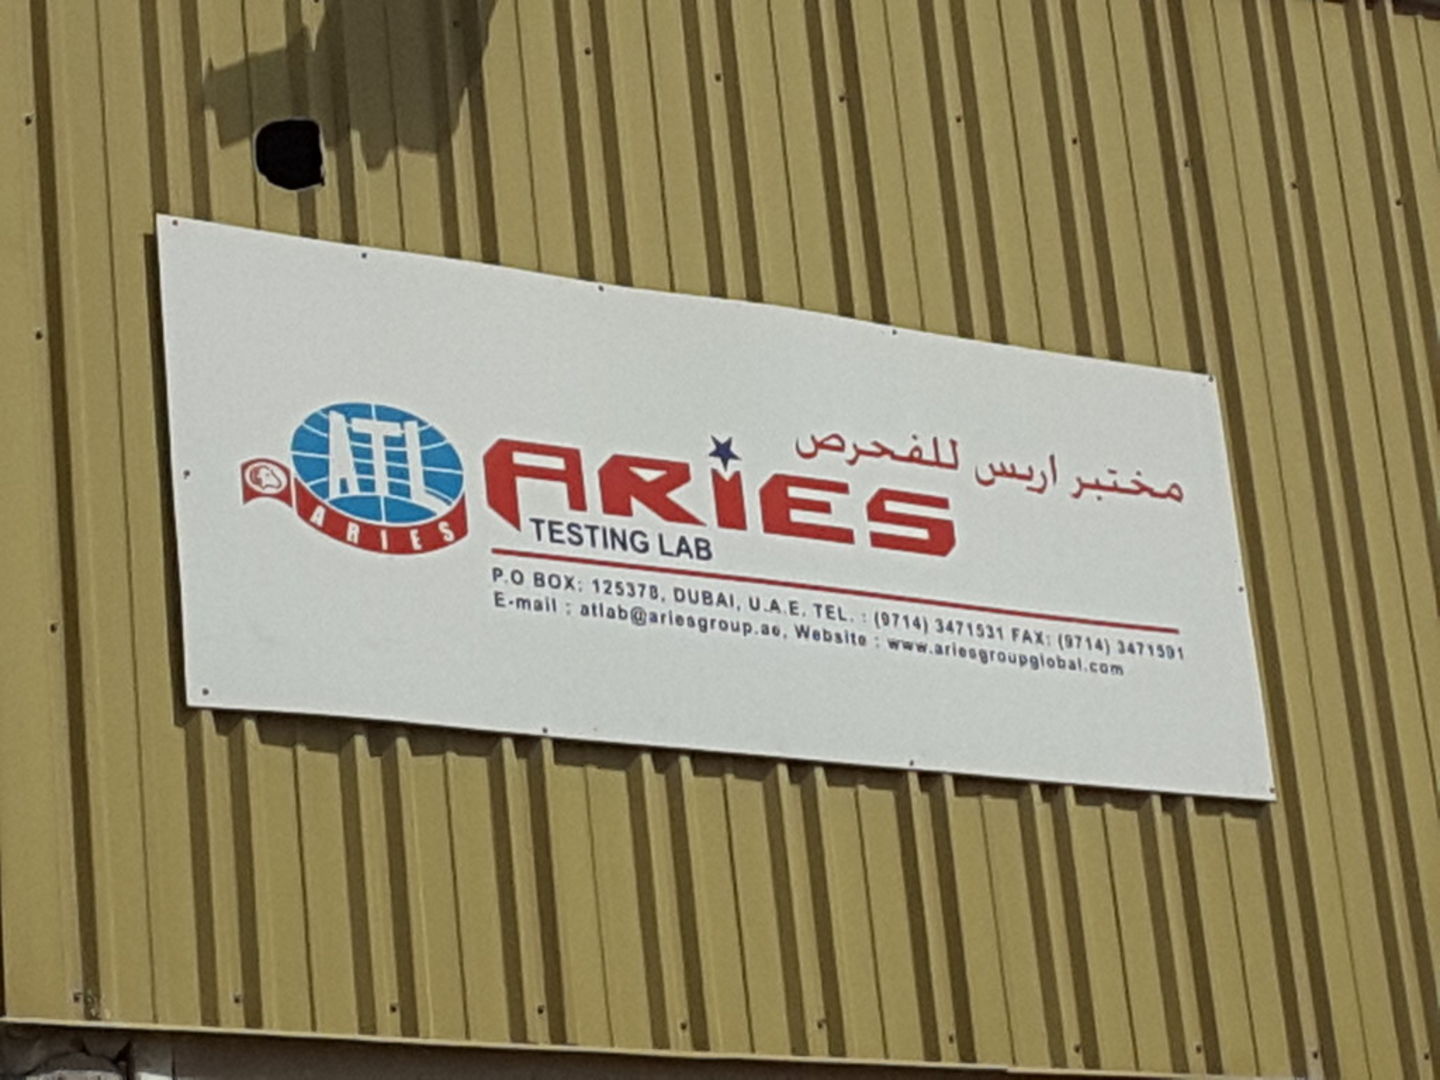 مختبر اريس للفحرص
ATL
ARIES
ARIES
TESTING LAB
P.O BOX: 125378, DUBAI, U.A.E. TEL. : (9714) 3471531 FAX: (9714) 3471591
E-mail : atlab@ariesgroup.ae, Website : www.ariesgroupglobal.com